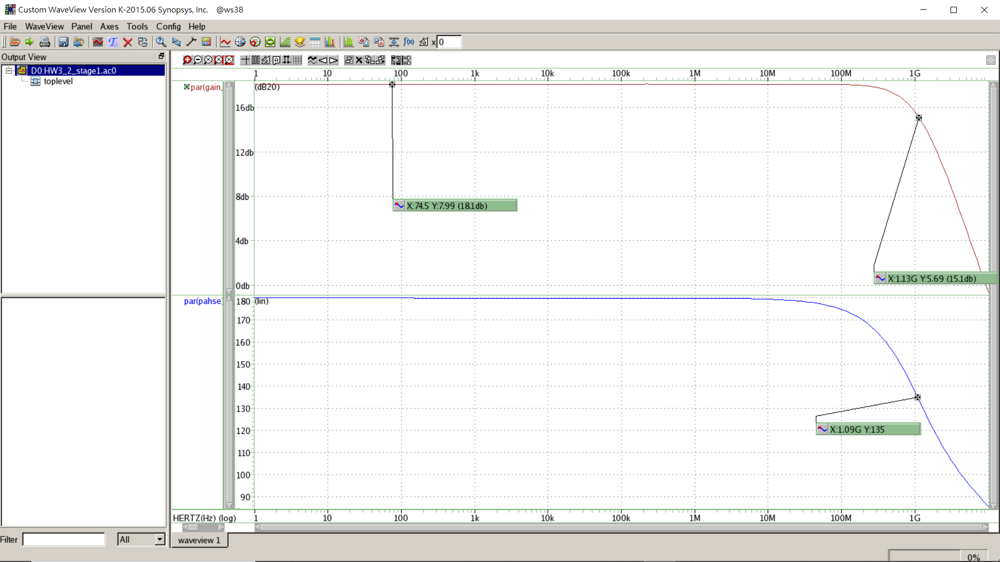 Custom WaveView Version K-2015.06 Synopsys, Inc. @ws38
File WaveView Panel Axes Tools Config Help
x 0
Output View
D0:HW3_2_stage1.ac0
toplevel
1 10 100 1k 10k 100k 1M 10M 100M 1G
par(gain_ (dB20)
16db
12db
8db
X:74.5 Y:7.99 (18.1db)
4db
X:1.13G Y:5.69 (15.1db)
0db
par(pahse 180 (lin)
170
160
150
140
130
120
X:1.09G Y:135
110
100
90
HERTZ(Hz) (log) 1 10 100 1k 10k 100k 1M 10M 100M 1G
Filter All
waveview 1
0%